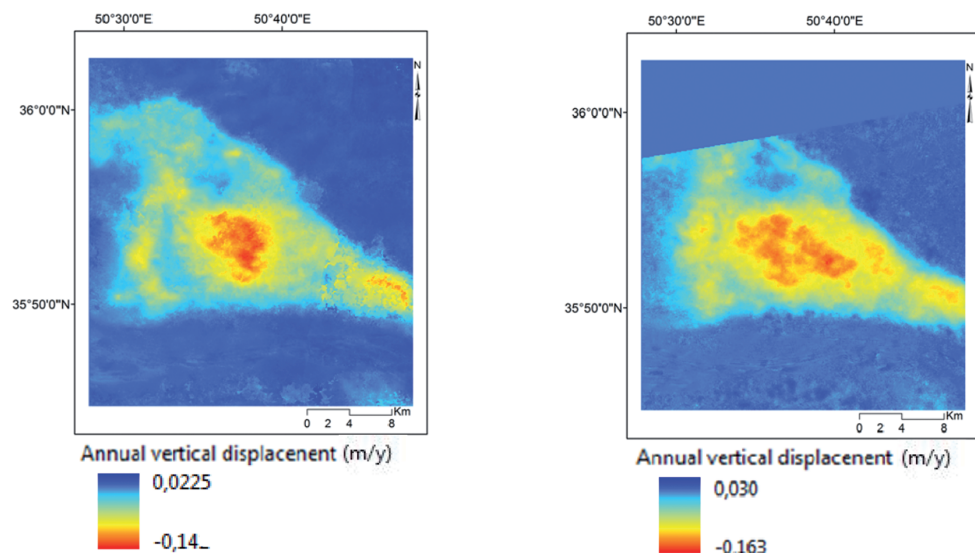 50°30'0"E 50°40'0"E
N
36°0'0"N
35°50'0"N
Km
0 2 4 8
Annual vertical displacenent (m/y)
0,0225
-0,14
50°30'0"E 50°40'0"E
N
36°0'0"N
35°50'0"N
Km
0 2 4 8
Annual vertical displacenent (m/y)
0,030
-0,163